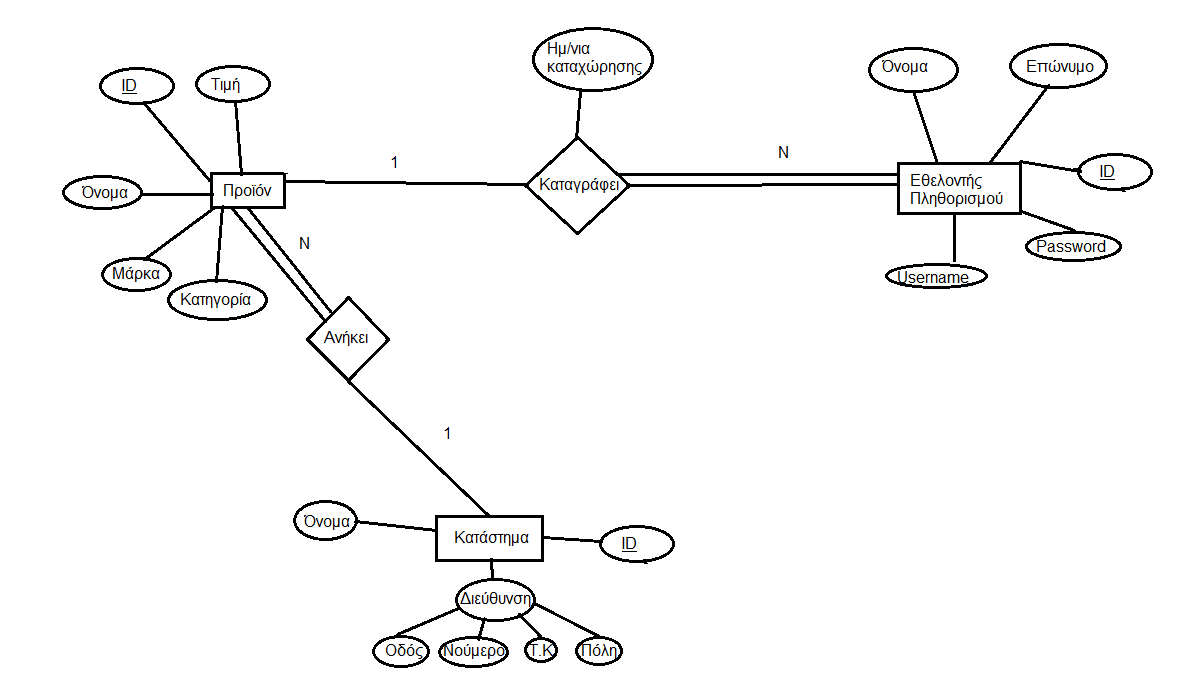 Ημ/νια
καταχώρησης
Όνομα
Επώνυμο
ID
Τιμή
1
N
Καταγράφει
Προϊόν
Εθελοντής
Πληθορισμού
ID
Όνομα
N
Password
Μάρκα
Κατηγορία
Username
Ανήκει
1
Όνομα
Κατάστημα
ID
Διεύθυνση
Οδός
Νούμερο
Τ.Κ
Πόλη